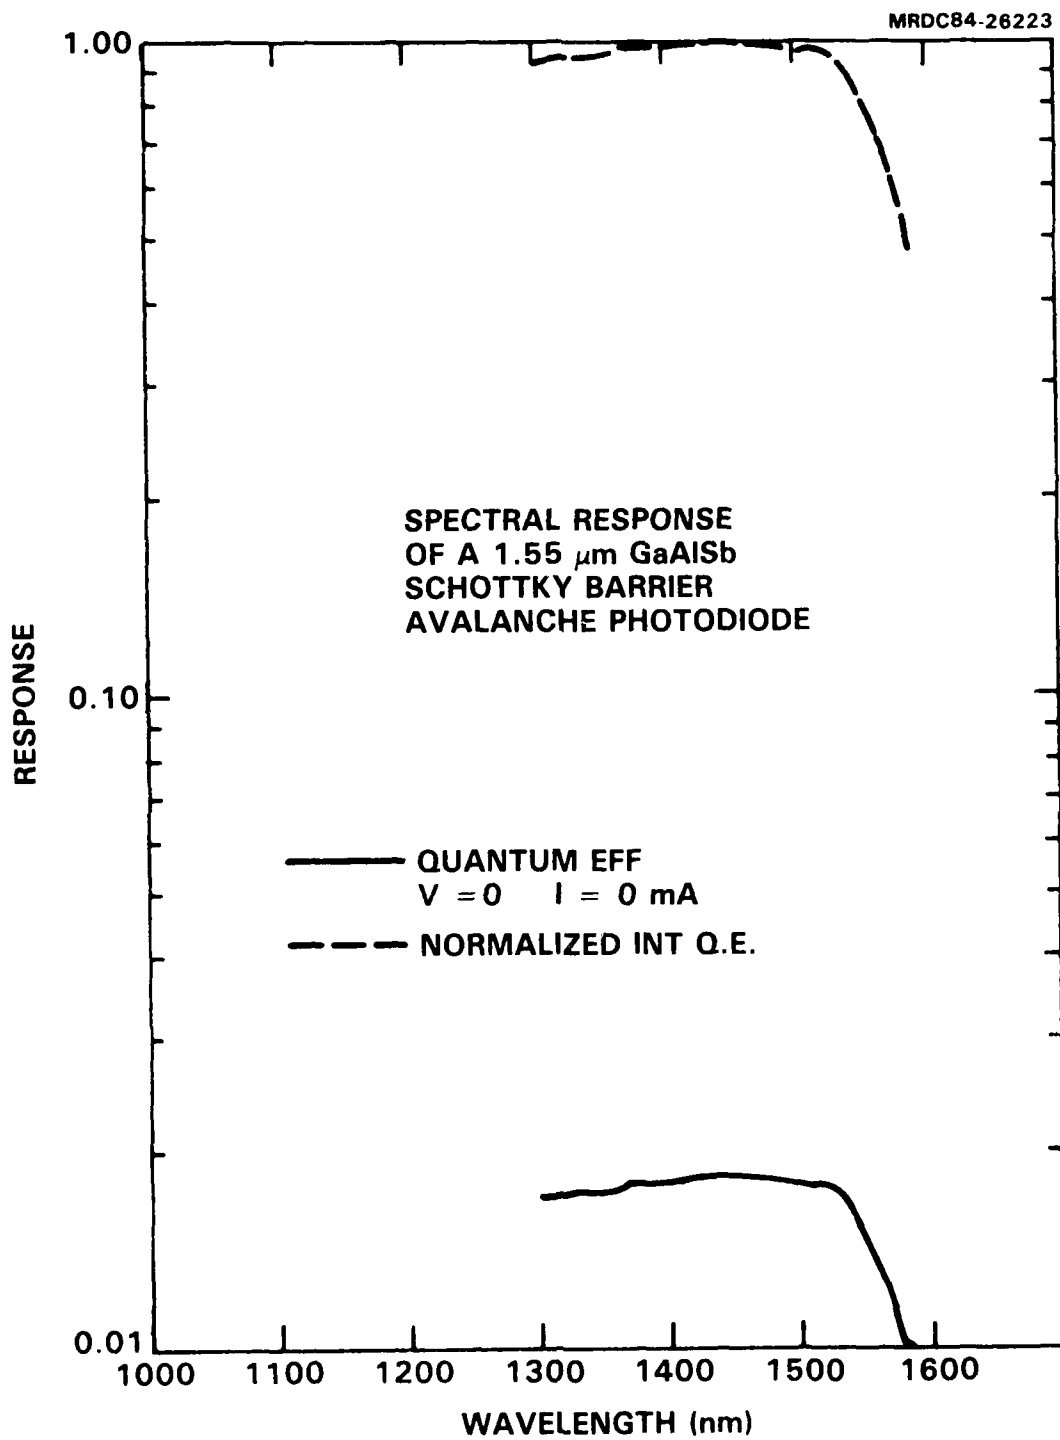 MRDC84-26223
1.00
SPECTRAL RESPONSE
OF A 1.55 μm GaAlSb
SCHOTTKY BARRIER
AVALANCHE PHOTODIODE
RESPONSE
0.10
QUANTUM EFF
V = 0 I = 0 mA
NORMALIZED INT Q.E.
0.01
1000 1100 1200 1300 1400 1500 1600
WAVELENGTH (nm)